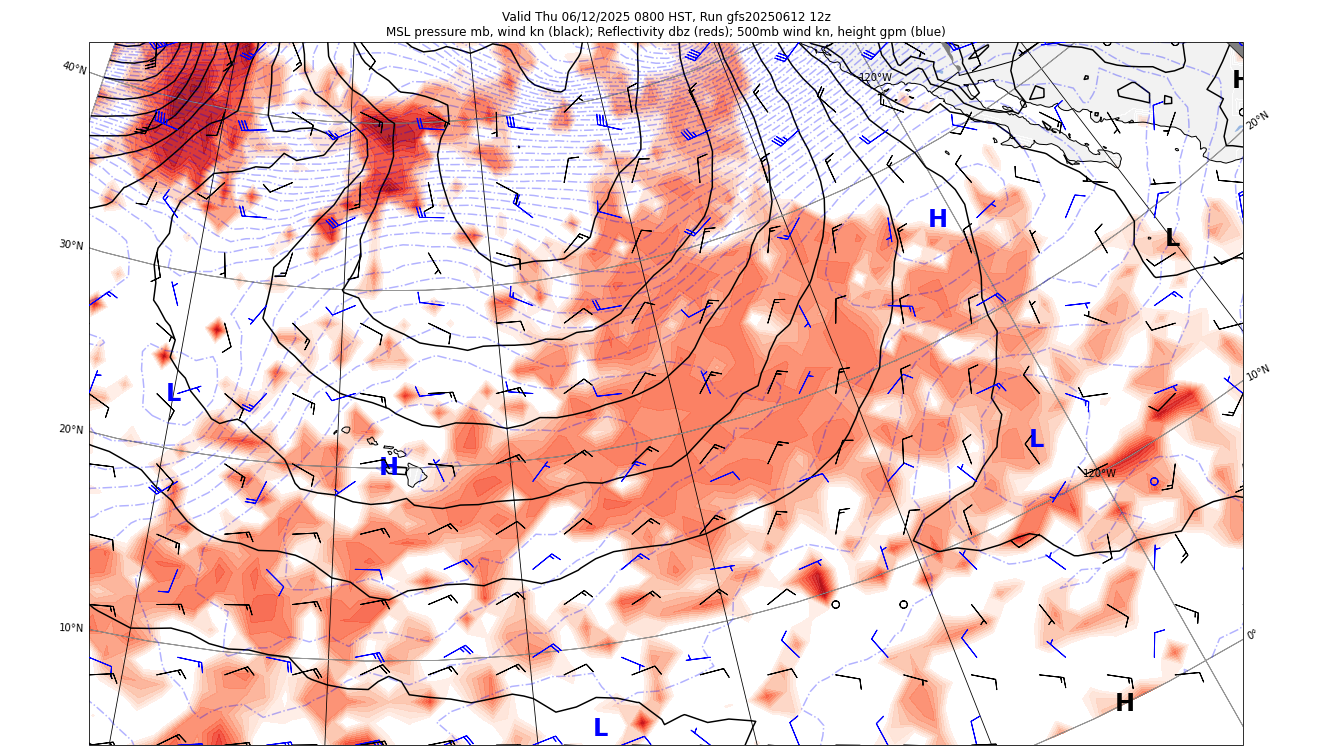 Valid Thu 06/12/2025 0800 HST, Run gfs20250612 12z
MSL pressure mb, wind kn (black); Reflectivity dbz (reds); 500mb wind kn, height gpm (blue)
40°N
120°W
H
20°N
30°N
H
L
10°N
L
20°N
L
H
120°W
10°N
0°
H
L